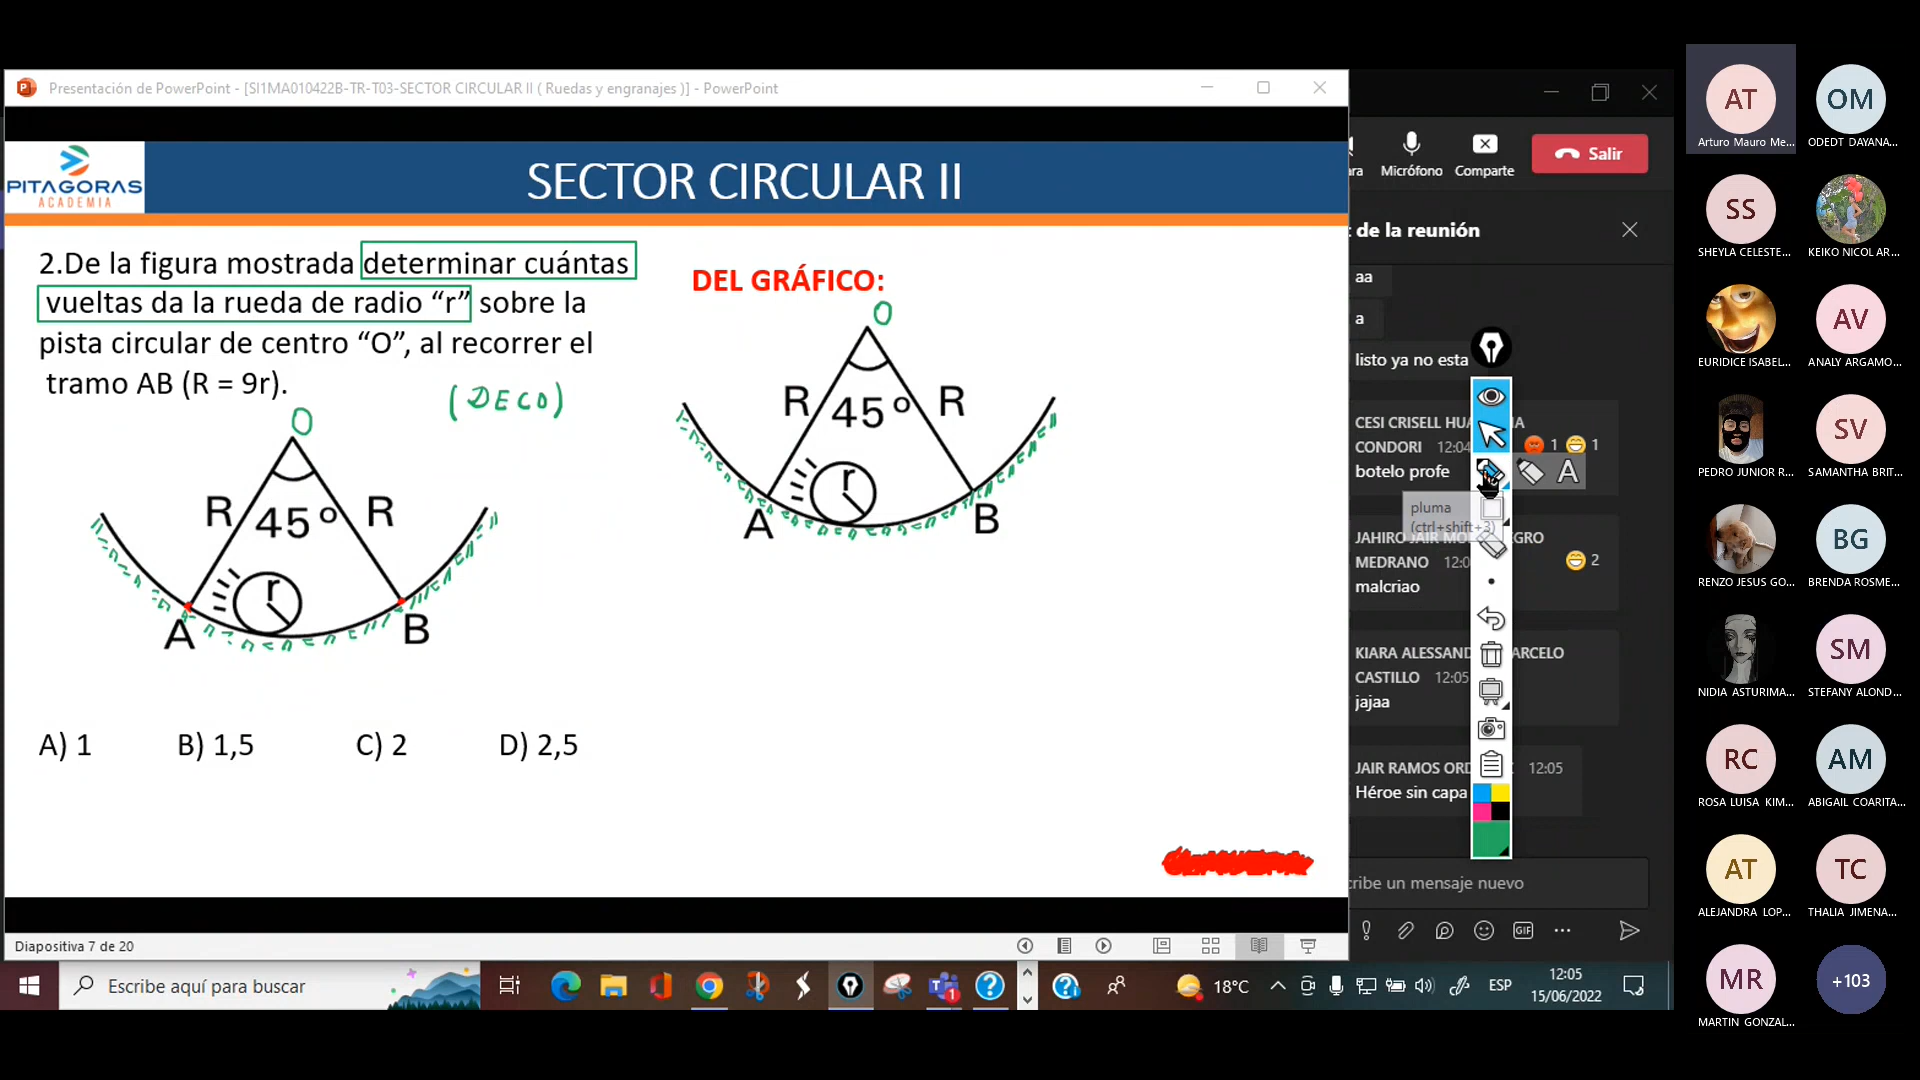 Presentación de PowerPoint - [SI1MA010422B-TR-T03-SECTOR CIRCULAR II ( Ruedas y engranajes )] - PowerPoint
PITAGORAS
ACADEMIA
SECTOR CIRCULAR II
2.De la figura mostrada determinar cuántas
vueltas da la rueda de radio “r” sobre la
pista circular de centro “O”, al recorrer el
tramo AB (R = 9r).
(DECO)
O
R
45°
R
r
A
B
A) 1 B) 1,5 C) 2 D) 2,5
DEL GRÁFICO:
O
R
45°
R
r
A
B
Diapositiva 7 de 20
ra Micrófono Comparte Salir
de la reunión
aa
a
listo ya no esta
CESI CRISELL
CONDORI 12:04 1 1
botelo profe
pluma
(ctrl+shift+3)
JAHIRO JAIR
MEDRANO 2
malcriao
KIARA
CASTILLO 12:05
jajaa
JAIR RAMOS 12:05
Héroe sin capa
cribe un mensaje nuevo
A
GIF
Escribe aquí para buscar
1
18°C ESP
12:05
15/06/2022
AT
Arturo Mauro Me...
OM
ODEDT DAYANA...
SS
SHEYLA CELESTE...
KEIKO NICOL AR...
EURIDICE ISABEL...
AV
ANALY ARGAMO...
PEDRO JUNIOR R...
SV
SAMANTHA BRIT...
RENZO JESUS GO...
BG
BRENDA ROSME...
NIDIA ASTURIMA...
SM
STEFANY ALOND...
RC
ROSA LUISA KIM...
AM
ABIGAIL COARITA...
AT
ALEJANDRA LOP...
TC
THALIA JIMENA...
MR
MARTIN GONZAL...
+103